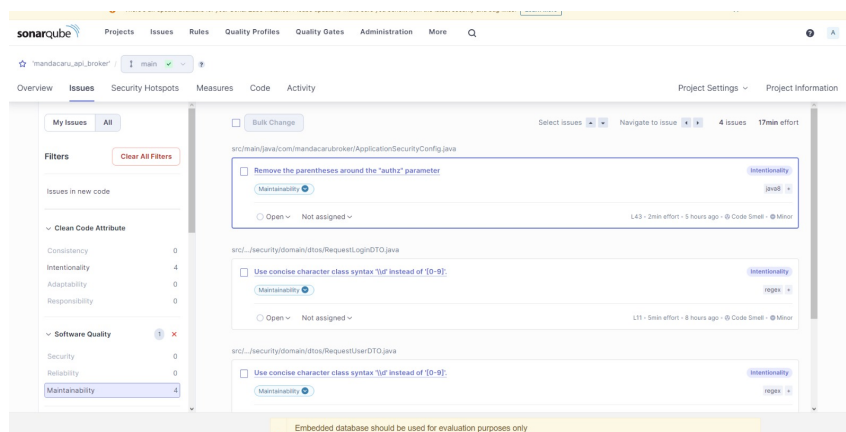 sonarqube Projects Issues Rules Quality Profiles Quality Gates Administration More A
'mandacaru_api_broker' / main
Overview Issues Security Hotspots Measures Code Activity Project Settings Project Information
My Issues All
Bulk Change Select issues Navigate to issue 4 issues 17min effort
Filters Clear All Filters
Issues in new code
Clean Code Attribute
Consistency 0
Intentionality 4
Adaptability 0
Responsibility 0
Software Quality 1
Security 0
Reliability 0
Maintainability 4
src/main/java/com/mandacarubroker/ApplicationSecurityConfig.java
Remove the parentheses around the "authz" parameter Intentionality
Maintainability java8 +
Open Not assigned L43 • 2min effort • 5 hours ago • Code Smell • Minor
src/.../security/domain/dtos/RequestLoginDTO.java
Use concise character class syntax '\\d' instead of '[0-9]'. Intentionality
Maintainability regex +
Open Not assigned L11 • 5min effort • 8 hours ago • Code Smell • Minor
src/.../security/domain/dtos/RequestUserDTO.java
Use concise character class syntax '\\d' instead of '[0-9]'. Intentionality
Maintainability regex +
Embedded database should be used for evaluation purposes only